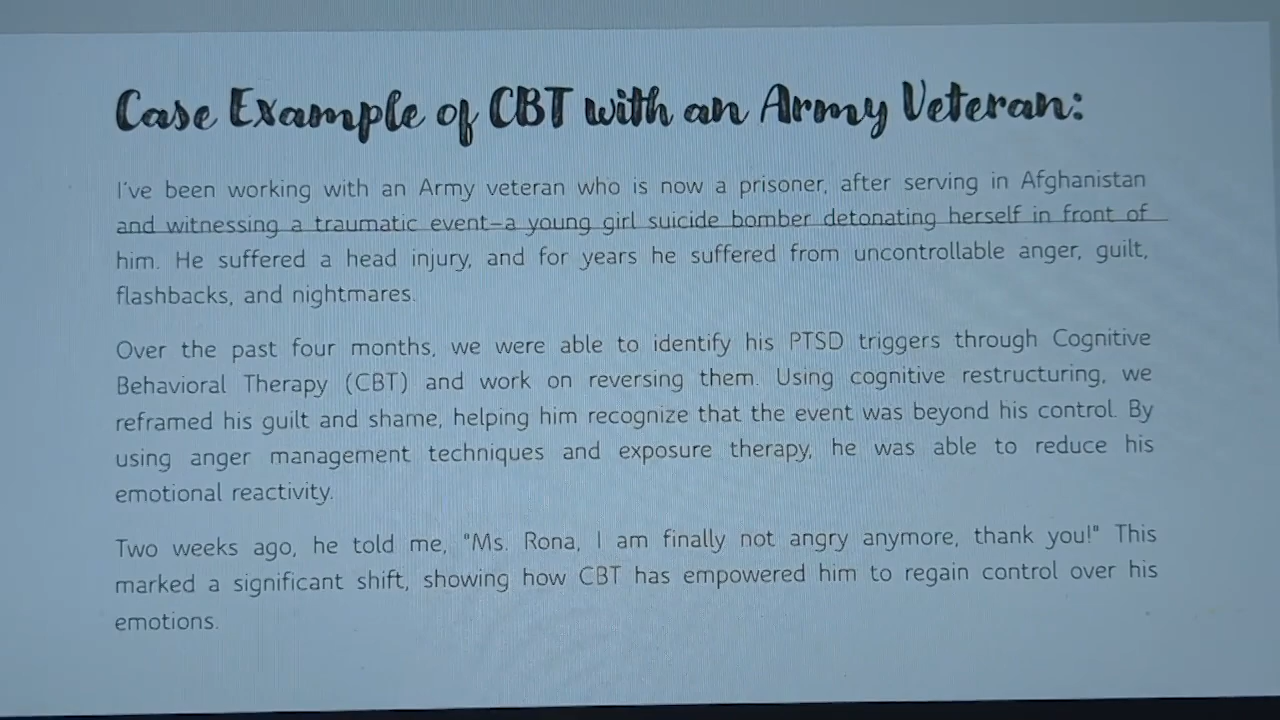 Case Example of CBT with an Army Veteran:
I've been working with an Army veteran who is now a prisoner, after serving in Afghanistan
and witnessing a traumatic event–a young girl suicide bomber detonating herself in front of
him. He suffered a head injury, and for years he suffered from uncontrollable anger, guilt,
flashbacks, and nightmares.
Over the past four months, we were able to identify his PTSD triggers through Cognitive
Behavioral Therapy (CBT) and work on reversing them. Using cognitive restructuring, we
reframed his guilt and shame, helping him recognize that the event was beyond his control. By
using anger management techniques and exposure therapy, he was able to reduce his
emotional reactivity.
Two weeks ago, he told me, "Ms. Rona, I am finally not angry anymore, thank you!" This
marked a significant shift, showing how CBT has empowered him to regain control over his
emotions.